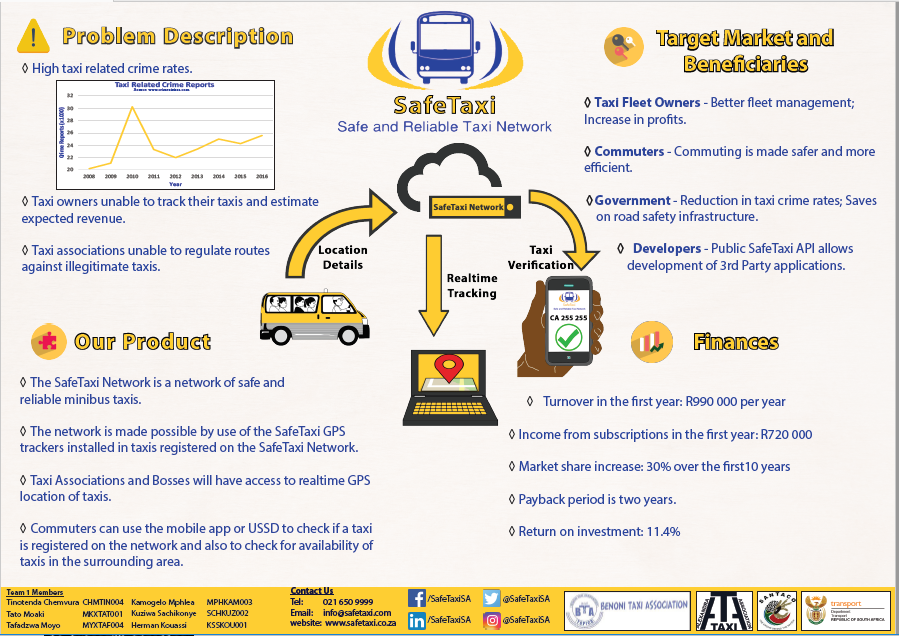 Problem Description
◊ High taxi related crime rates.
Taxi Related Crime Reports
Crime Reports (x1000)
32
30
28
26
24
22
20
2008 2009 2010 2011 2012 2013 2014 2015 2016
Year
◊ Taxi owners unable to track their taxis and estimate
expected revenue.
◊ Taxi associations unable to regulate routes
against illegitimate taxis.
SafeTaxi
Safe and Reliable Taxi Network
SafeTaxi Network
Location
Details
Realtime
Tracking
Taxi
Verification
CA 255 255
Target Market and
Beneficiaries
◊ Taxi Fleet Owners - Better fleet management;
Increase in profits.
◊ Commuters - Commuting is made safer and more
efficient.
◊ Government - Reduction in taxi crime rates; Saves
on road safety infrastructure.
◊ Developers - Public SafeTaxi API allows
development of 3rd Party applications.
Our Product
◊ The SafeTaxi Network is a network of safe and
reliable minibus taxis.
◊ The network is made possible by use of the SafeTaxi GPS
trackers installed in taxis registered on the SafeTaxi Network.
◊ Taxi Associations and Bosses will have access to realtime GPS
location of taxis.
◊ Commuters can use the mobile app or USSD to check if a taxi
is registered on the network and also to check for availability of
taxis in the surrounding area.
Finances
◊ Turnover in the first year: R990 000 per year
◊ Income from subscriptions in the first year: R720 000
◊ Market share increase: 30% over the first10 years
◊ Payback period is two years.
◊ Return on investment: 11.4%
Team 1 Members
Tinotenda Chemvura CHMTIN004 Kamogelo Mphlea MPHKAM003
Tato Moaki MKXTAT001 Kuziwa Sachikonye SCHKUZ002
Tafadzwa Moyo MYXTAF004 Herman Kouassi KSSKOU001
Contact Us
Tel: 021 650 9999
Email: info@safetaxi.com
website: www.safetaxi.co.za
/SafeTaxiSA
@SafeTaxiSA
/SafeTaxiSA
@SafeTaxiSA
BENONI TAXI ASSOCIATION
ALEXANDRA
ATA
TAXI
ASSOCIATION
SANTACO
transport
Department:
Transport
REPUBLIC OF SOUTH AFRICA